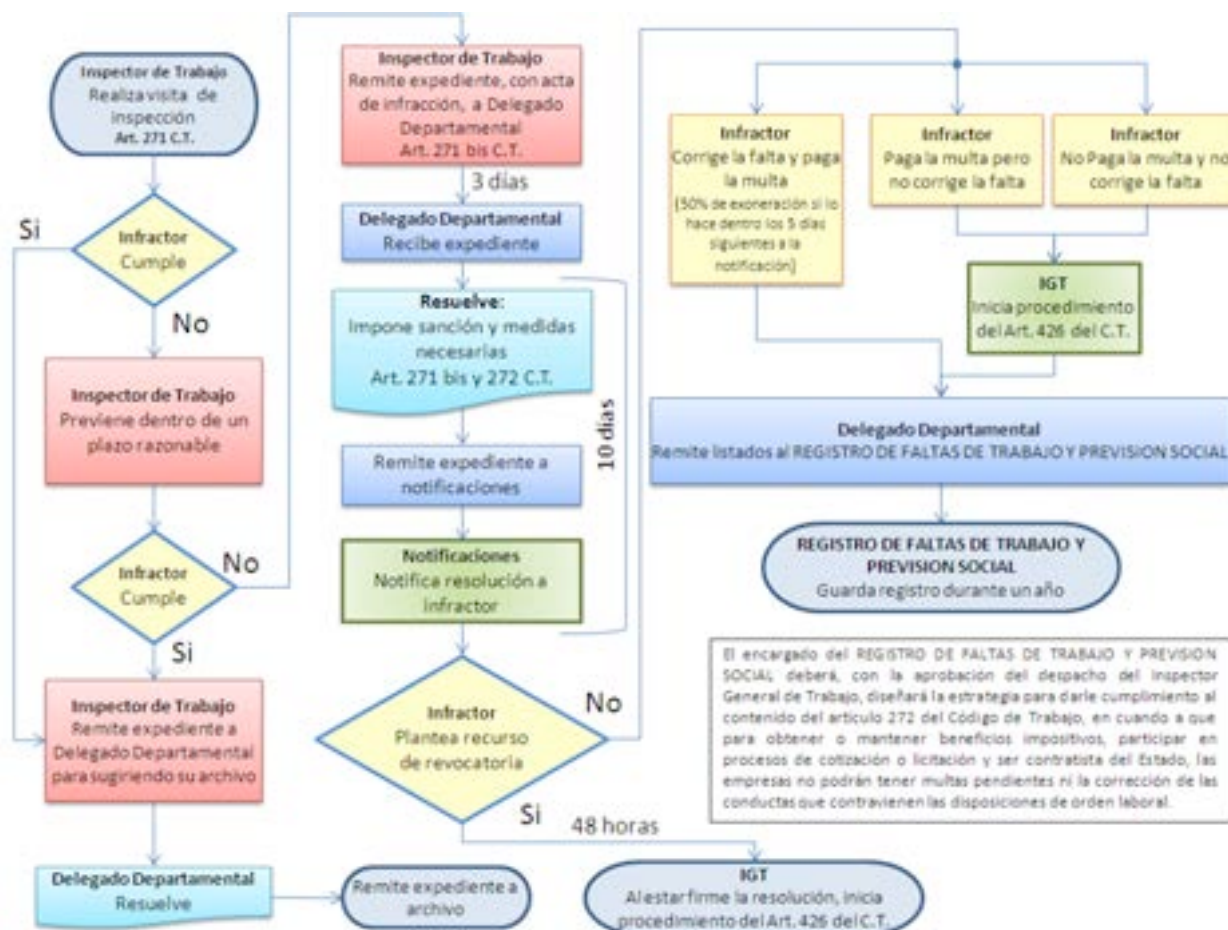 Inspector de Trabajo
Realiza visita de
inspección
Art. 271 C.T.
Si
Infractor
Cumple
No
Inspector de Trabajo
Previene dentro de un
plazo razonable
Infractor
Cumple
No
Si
Inspector de Trabajo
Remite expediente a
Delegado Departamental
para sugiriendo su archivo
Delegado Departamental
Resuelve
Remite expediente a
archivo
Inspector de Trabajo
Remite expediente, con acta
de infracción, a Delegado
Departamental
Art. 271 bis C.T.
3 días
Delegado Departamental
Recibe expediente
Resuelve:
Impone sanción y medidas
necesarias
Art. 271 bis y 272 C.T.
Remite expediente a
notificaciones
Notificaciones
Notifica resolución a
infractor
10 días
Infractor
Plantea recurso
de revocatoria
No
Si
48 horas
IGT
Al estar firme la resolución, inicia
procedimiento del Art. 426 del C.T.
Infractor
Corrige la falta y paga
la multa
(50% de exoneración si lo
hace dentro los 5 días
siguientes a la
notificación)
Infractor
Paga la multa pero
no corrige la falta
Infractor
No Paga la multa y no
corrige la falta
IGT
Inicia procedimiento
del Art. 426 del C.T.
Delegado Departamental
Remite listados al REGISTRO DE FALTAS DE TRABAJO Y PREVISION SOCIAL
REGISTRO DE FALTAS DE TRABAJO Y
PREVISION SOCIAL
Guarda registro durante un año
El encargado del REGISTRO DE FALTAS DE TRABAJO Y PREVISION
SOCIAL deberá, con la aprobación del despacho del Inspector
General de Trabajo, diseñará la estrategia para darle cumplimiento al
contenido del artículo 272 del Código de Trabajo, en cuando a que
para obtener o mantener beneficios impositivos, participar en
procesos de cotización o licitación y ser contratista del Estado, las
empresas no podrán tener multas pendientes ni la corrección de las
conductas que contravienen las disposiciones de orden laboral.